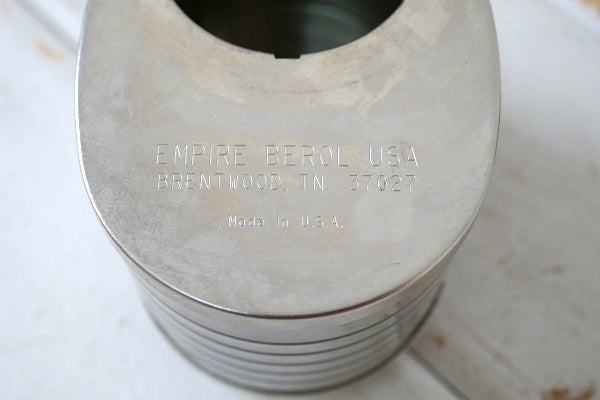 EMPIRE BEROL USA
BRENTWOOD, TN. 37027
Made in U.S.A.